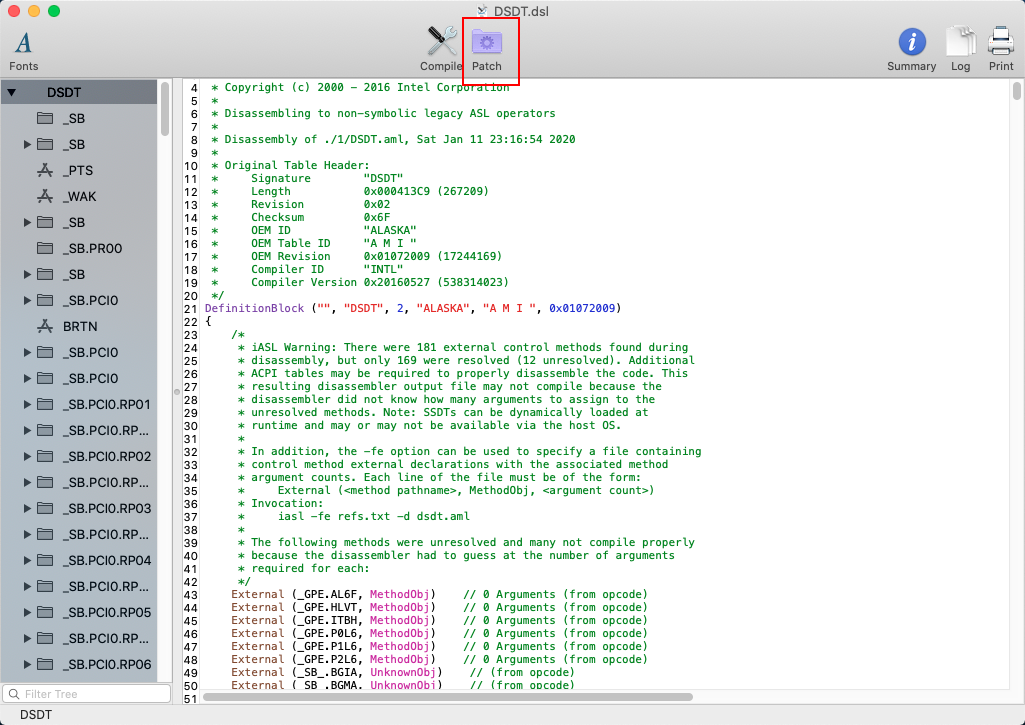 DSDT.dsl
Fonts
Compile
Patch
Summary
Log
Print
DSDT
_SB
_SB
_PTS
_WAK
_SB
_SB.PR00
_SB
_SB.PCI0
BRTN
_SB.PCI0
_SB.PCI0
_SB.PCI0.RP01
_SB.PCI0.RP...
_SB.PCI0.RP02
_SB.PCI0.RP...
_SB.PCI0.RP03
_SB.PCI0.RP...
_SB.PCI0.RP04
_SB.PCI0.RP...
_SB.PCI0.RP05
_SB.PCI0.RP...
_SB.PCI0.RP06
Filter Tree
4 * Copyright (c) 2000 - 2016 Intel Corporation
5 *
6 * Disassembling to non-symbolic legacy ASL operators
7 *
8 * Disassembly of ./1/DSDT.aml, Sat Jan 11 23:16:54 2020
9 *
10 * Original Table Header:
11 *     Signature        "DSDT"
12 *     Length           0x000413C9 (267209)
13 *     Revision         0x02
14 *     Checksum         0x6F
15 *     OEM ID           "ALASKA"
16 *     OEM Table ID     "A M I "
17 *     OEM Revision     0x01072009 (17244169)
18 *     Compiler ID      "INTL"
19 *     Compiler Version 0x20160527 (538314023)
20 */
21 DefinitionBlock ("", "DSDT", 2, "ALASKA", "A M I ", 0x01072009)
22 {
23     /*
24      * iASL Warning: There were 181 external control methods found during
25      * disassembly, but only 169 were resolved (12 unresolved). Additional
26      * ACPI tables may be required to properly disassemble the code. This
27      * resulting disassembler output file may not compile because the
28      * disassembler did not know how many arguments to assign to the
29      * unresolved methods. Note: SSDTs can be dynamically loaded at
30      * runtime and may or may not be available via the host OS.
31      *
32      * In addition, the -fe option can be used to specify a file containing
33      * control method external declarations with the associated method
34      * argument counts. Each line of the file must be of the form:
35      *     External (<method pathname>, MethodObj, <argument count>)
36      * Invocation:
37      *     iasl -fe refs.txt -d dsdt.aml
38      *
39      * The following methods were unresolved and many not compile properly
40      * because the disassembler had to guess at the number of arguments
41      * required for each:
42      */
43     External (_GPE.AL6F, MethodObj)    // 0 Arguments (from opcode)
44     External (_GPE.HLVT, MethodObj)    // 0 Arguments (from opcode)
45     External (_GPE.ITBH, MethodObj)    // 0 Arguments (from opcode)
46     External (_GPE.P0L6, MethodObj)    // 0 Arguments (from opcode)
47     External (_GPE.P1L6, MethodObj)    // 0 Arguments (from opcode)
48     External (_GPE.P2L6, MethodObj)    // 0 Arguments (from opcode)
49     External (_SB_.BGIA, UnknownObj)    // (from opcode)
50     External (_SB_.BGMA, UnknownObj)    // (from opcode)
51
DSDT